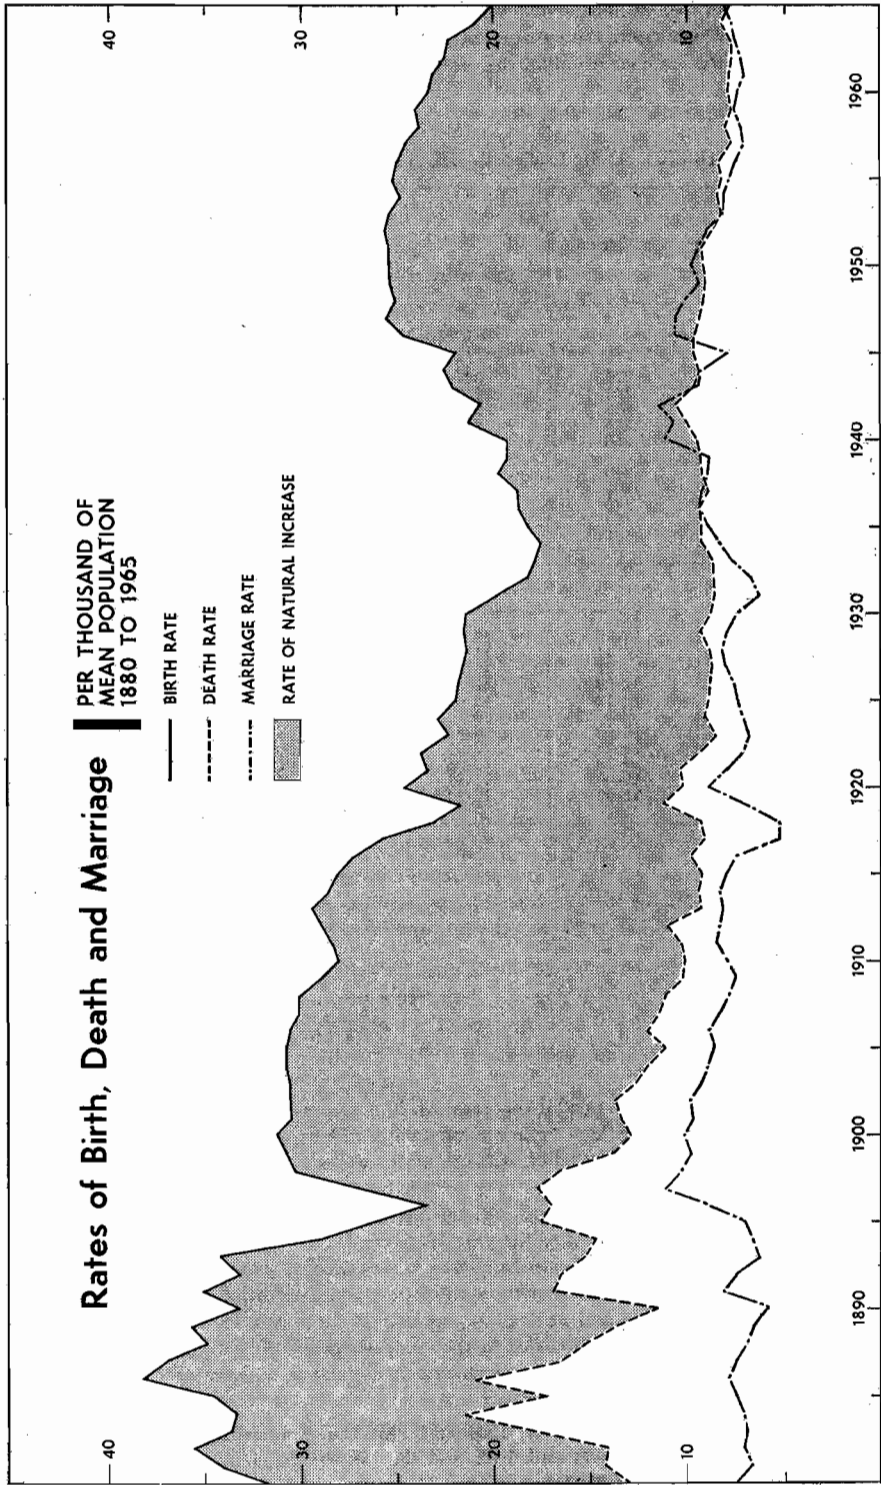 Rates of Birth, Death and Marriage
PER THOUSAND OF
MEAN POPULATION
1880 TO 1965
BIRTH RATE
DEATH RATE
MARRIAGE RATE
RATE OF NATURAL INCREASE
40
30
20
10
40
30
20
10
1890
1900
1910
1920
1930
1940
1950
1960